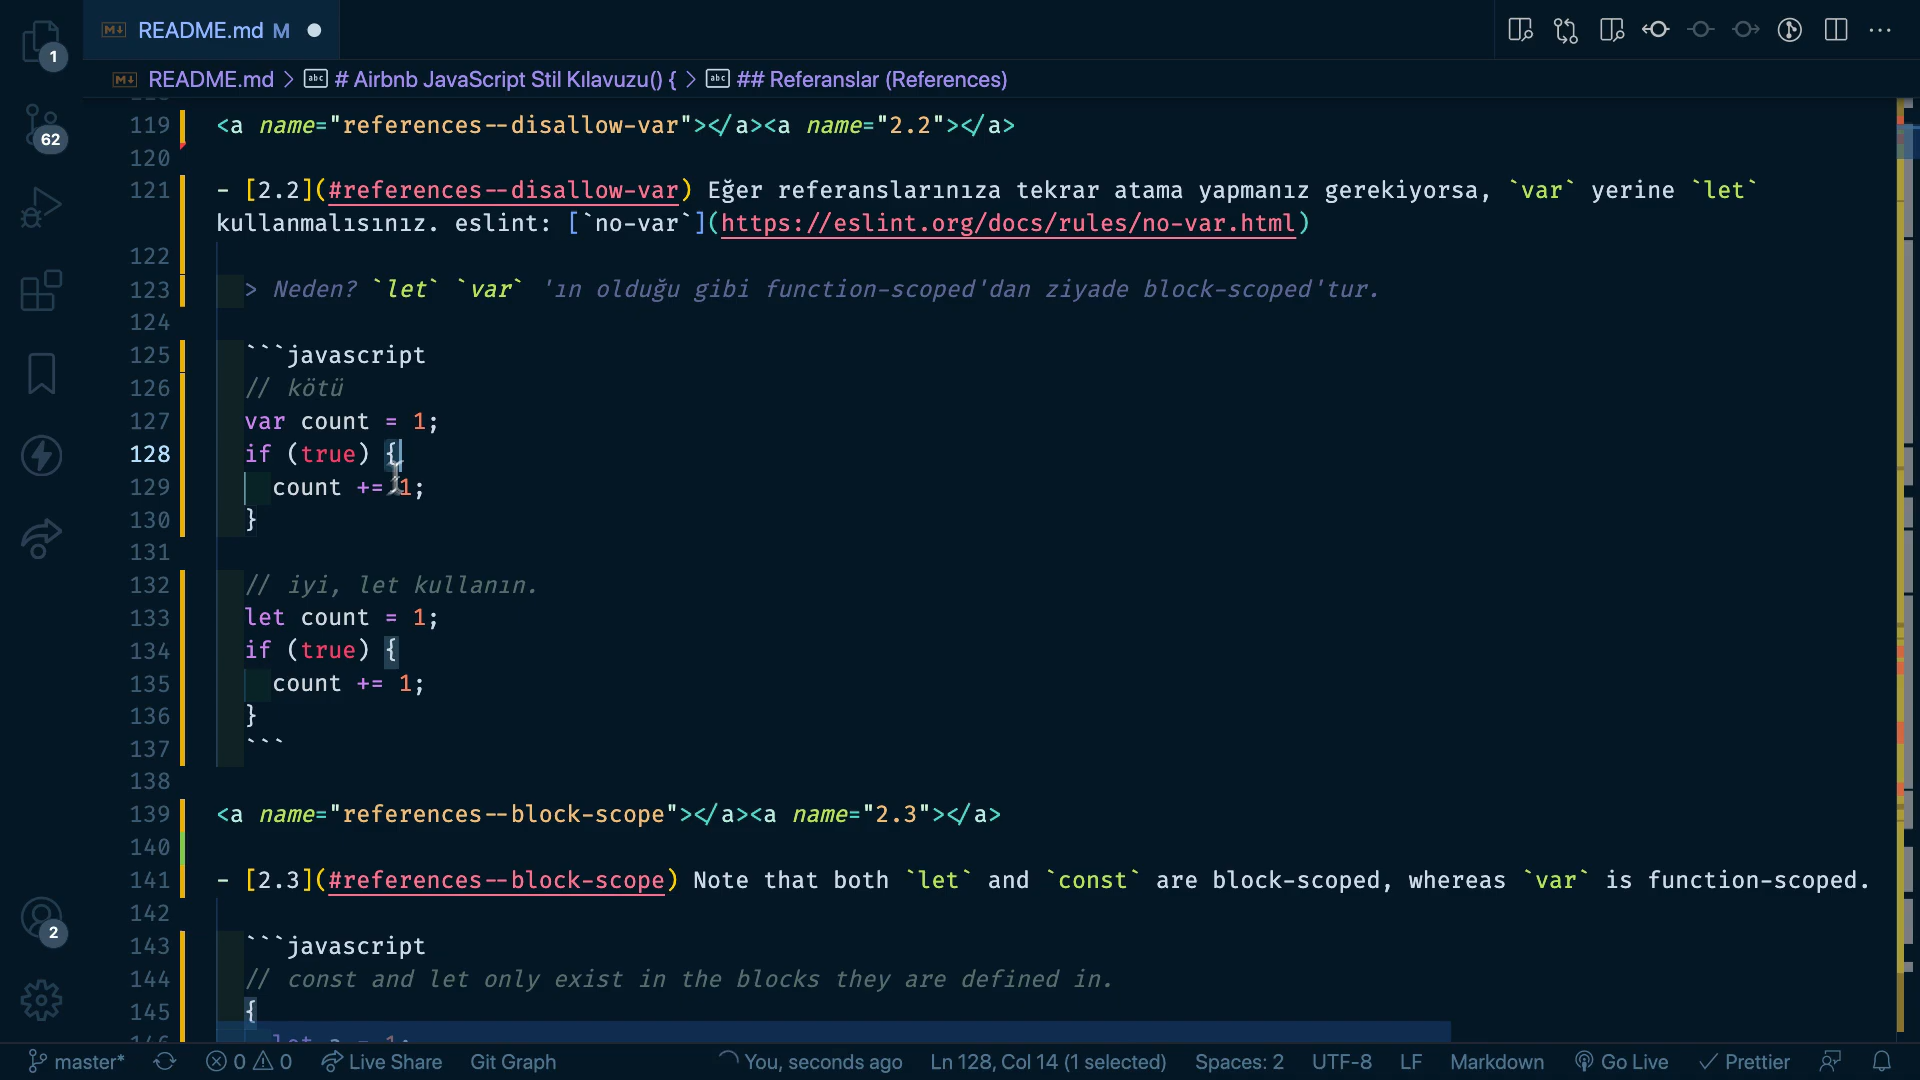 README.md M
README.md > # Airbnb JavaScript Stil Kılavuzu() { > ## Referanslar (References)
1
62
2
119 <a name="references--disallow-var"></a><a name="2.2"></a>
120
121 - [2.2](#references--disallow-var) Eğer referanslarınıza tekrar atama yapmanız gerekiyorsa, `var` yerine `let`
kullanmalısınız. eslint: [`no-var`](https://eslint.org/docs/rules/no-var.html)
122
123 > Neden? `let` `var` 'ın olduğu gibi function-scoped'dan ziyade block-scoped'tur.
124
125 ```javascript
126 // kötü
127 var count = 1;
128 if (true) {
129 count += 1;
130 }
131
132 // iyi, let kullanın.
133 let count = 1;
134 if (true) {
135 count += 1;
136 }
137 ```
138
139 <a name="references--block-scope"></a><a name="2.3"></a>
140
141 - [2.3](#references--block-scope) Note that both `let` and `const` are block-scoped, whereas `var` is function-scoped.
142
143 ```javascript
144 // const and let only exist in the blocks they are defined in.
145 {
master* 0 0 Live Share Git Graph You, seconds ago Ln 128, Col 14 (1 selected) Spaces: 2 UTF-8 LF Markdown Go Live Prettier